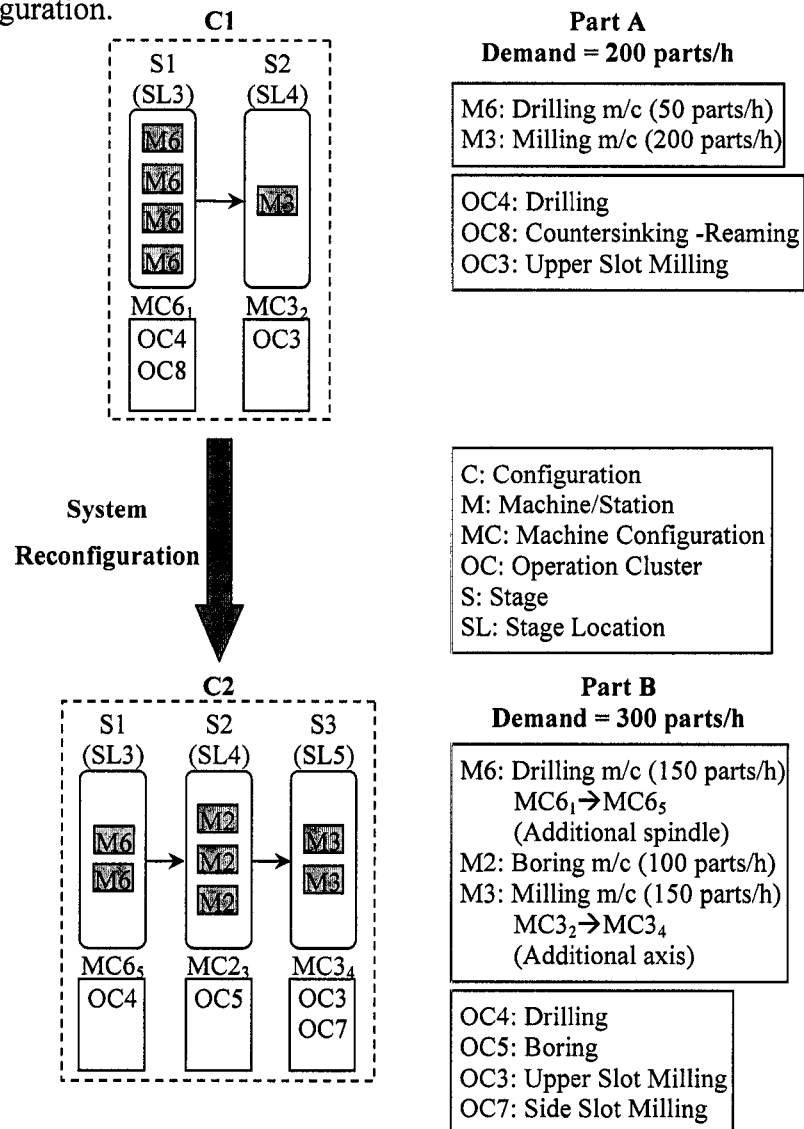 guration.
C1
S1
(SL3)
S2
(SL4)
M6
M6
M6
M6
M3
MC6₁
OC4
OC8
MC3₂
OC3
Part A
Demand = 200 parts/h
M6: Drilling m/c (50 parts/h)
M3: Milling m/c (200 parts/h)
OC4: Drilling
OC8: Countersinking -Reaming
OC3: Upper Slot Milling
System
Reconfiguration
C: Configuration
M: Machine/Station
MC: Machine Configuration
OC: Operation Cluster
S: Stage
SL: Stage Location
C2
S1
(SL3)
S2
(SL4)
S3
(SL5)
M6
M6
M2
M2
M2
M3
M3
MC6₅
OC4
MC2₃
OC5
MC3₄
OC3
OC7
Part B
Demand = 300 parts/h
M6: Drilling m/c (150 parts/h)
MC6₁→MC6₅
(Additional spindle)
M2: Boring m/c (100 parts/h)
M3: Milling m/c (150 parts/h)
MC3₂→MC3₄
(Additional axis)
OC4: Drilling
OC5: Boring
OC3: Upper Slot Milling
OC7: Side Slot Milling